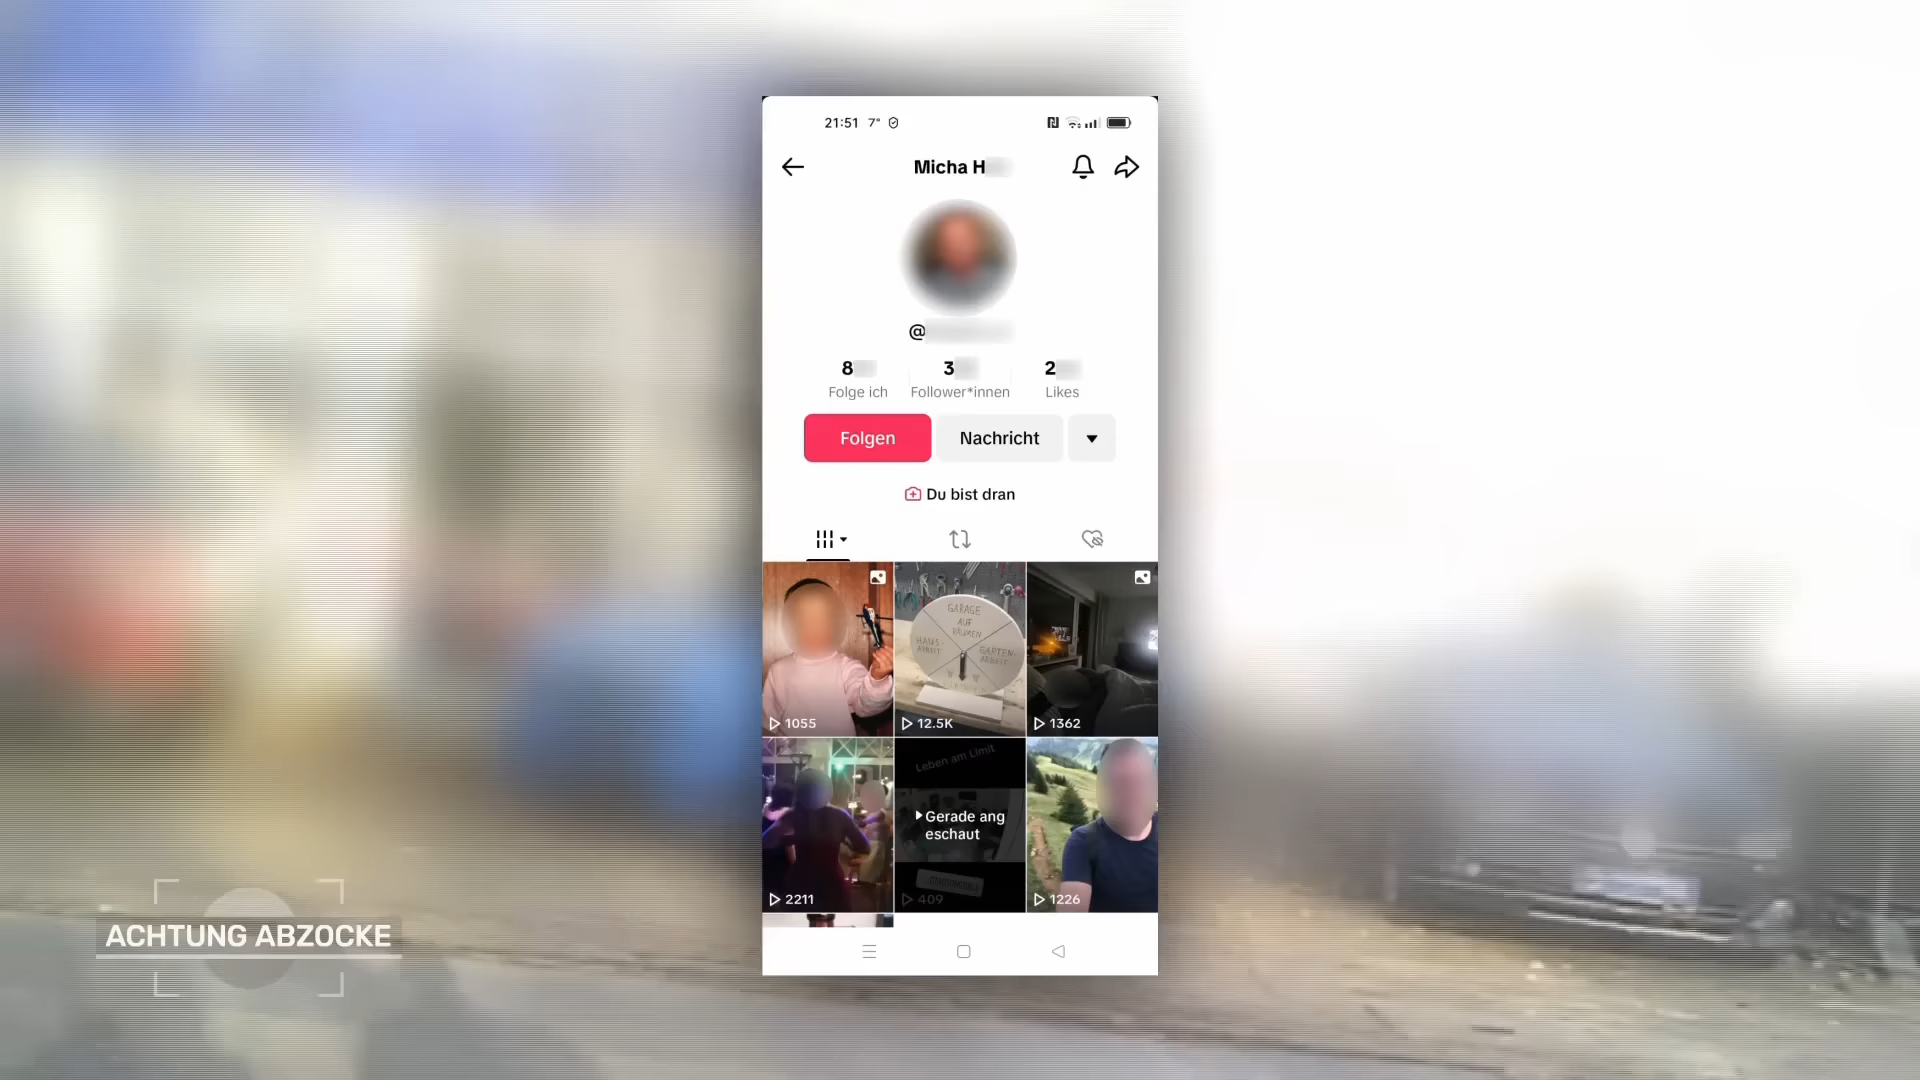 21:51 7°
Micha H
@
8 3 2
Folge ich Follower*innen Likes
Folgen Nachricht
Du bist dran
GARAGE
AUF
RÄUMEN
HAUS-
ARBEIT
GARTEN-
ARBEIT
1055 12.5K 1362
Leben am Limit
Gerade ang
eschaut
2211 409 1226
ACHTUNG ABZOCKE